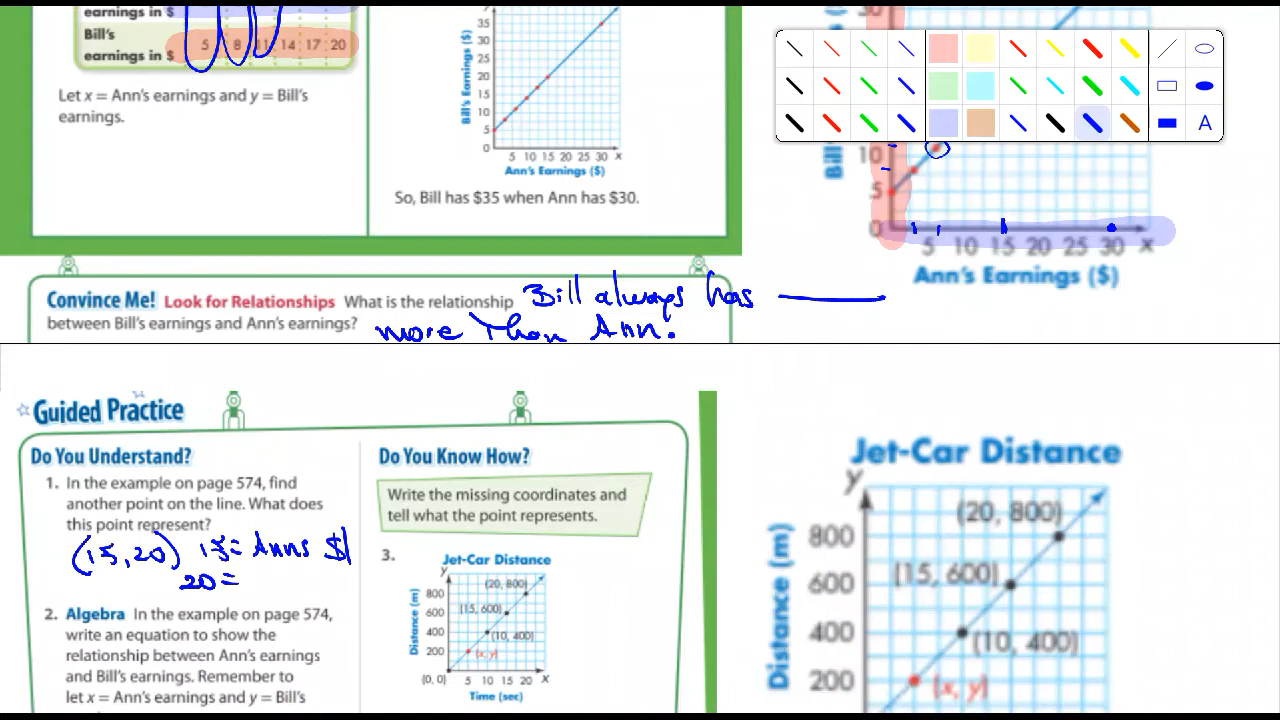 earnings in $
Bill's
earnings in $ 5 8 11 14 17 20
Let x = Ann's earnings and y = Bill's
earnings.
Bill's Earnings ($)
35
30
25
20
15
10
5
0
5 10 15 20 25 30 x
Ann's Earnings ($)
So, Bill has $35 when Ann has $30.
A
10
5
0
5 10 15 20 25 30 x
Ann's Earnings ($)
Convince Me! Look for Relationships What is the relationship
between Bill's earnings and Ann's earnings?
Bill always has
more Than Ann.
Guided Practice
Do You Understand?
1. In the example on page 574, find
another point on the line. What does
this point represent?
(15, 20) 15 = Anns $
20 =
2. Algebra In the example on page 574,
write an equation to show the
relationship between Ann's earnings
and Bill's earnings. Remember to
let x = Ann's earnings and y = Bill's
Do You Know How?
Write the missing coordinates and
tell what the point represents.
3.
Jet-Car Distance
y
Distance (m)
800
600
400
200
(20, 800)
(15, 600)
(10, 400)
(x, y)
(0, 0) 5 10 15 20 x
Time (sec)
Jet-Car Distance
y
Distance (m)
800
600
400
200
(20, 800)
(15, 600)
(10, 400)
(x, y)